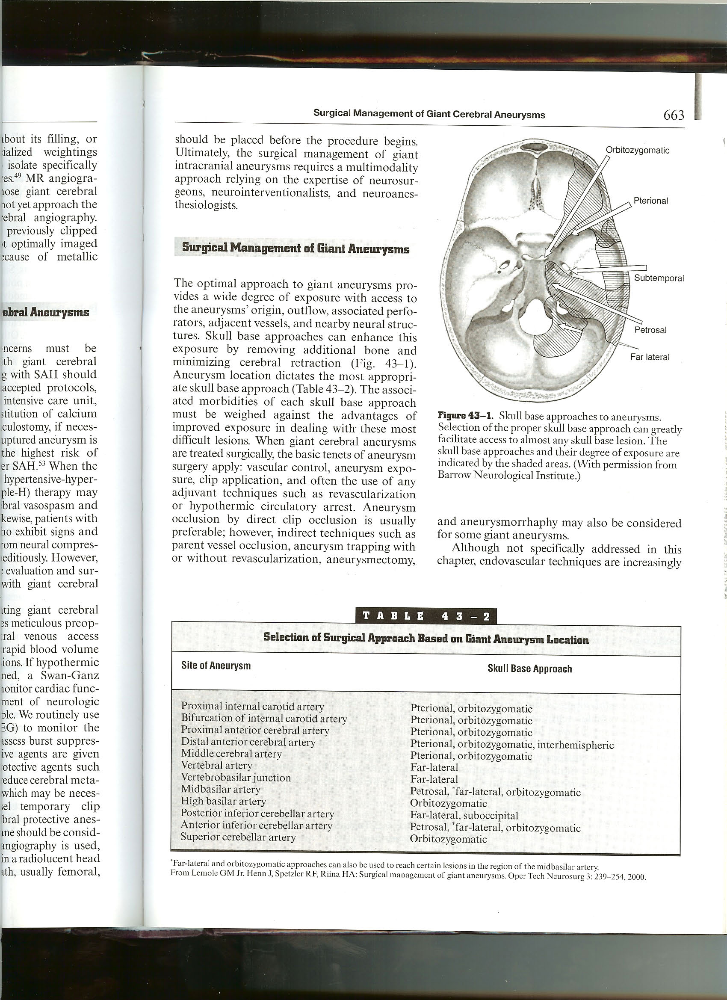 about its filling, or
ialized weightings
isolate specifically
es.49 MR angiogra-
hose giant cerebral
not yet approach the
ebral angiography.
previously clipped
t optimally imaged
ecause of metallic
ebral Aneurysms
ncerns must be
ith giant cerebral
g with SAH should
accepted protocols,
intensive care unit,
stitution of calcium
culostomy, if neces-
uptured aneurysm is
the highest risk of
er SAH.53 When the
hypertensive-hyper-
ple-H) therapy may
bral vasospasm and
kewise, patients with
ho exhibit signs and
om neural compres-
editiously. However,
evaluation and sur-
with giant cerebral
ting giant cerebral
es meticulous preop-
ral venous access
rapid blood volume
ions. If hypothermic
ned, a Swan-Ganz
onitor cardiac func-
ment of neurologic
ble. We routinely use
EG) to monitor the
assess burst suppres-
ive agents are given
otective agents such
educe cerebral meta-
which may be neces-
sel temporary clip
bral protective anes-
ne should be consid-
angiography is used,
in a radiolucent head
ath, usually femoral,
Surgical Management of Giant Cerebral Aneurysms 663
should be placed before the procedure begins.
Ultimately, the surgical management of giant
intracranial aneurysms requires a multimodality
approach relying on the expertise of neurosur-
geons, neurointerventionalists, and neuroanes-
thesiologists.
Surgical Management of Giant Aneurysms
The optimal approach to giant aneurysms pro-
vides a wide degree of exposure with access to
the aneurysms' origin, outflow, associated perfo-
rators, adjacent vessels, and nearby neural struc-
tures. Skull base approaches can enhance this
exposure by removing additional bone and
minimizing cerebral retraction (Fig. 43–1).
Aneurysm location dictates the most appropri-
ate skull base approach (Table 43–2). The associ-
ated morbidities of each skull base approach
must be weighed against the advantages of
improved exposure in dealing with these most
difficult lesions. When giant cerebral aneurysms
are treated surgically, the basic tenets of aneurysm
surgery apply: vascular control, aneurysm expo-
sure, clip application, and often the use of any
adjuvant techniques such as revascularization
or hypothermic circulatory arrest. Aneurysm
occlusion by direct clip occlusion is usually
preferable; however, indirect techniques such as
parent vessel occlusion, aneurysm trapping with
or without revascularization, aneurysmectomy,
Orbitozygomatic
Pterional
Subtemporal
Petrosal
Far lateral
Figure 43–1. Skull base approaches to aneurysms.
Selection of the proper skull base approach can greatly
facilitate access to almost any skull base lesion. The
skull base approaches and their degree of exposure are
indicated by the shaded areas. (With permission from
Barrow Neurological Institute.)
and aneurysmorrhaphy may also be considered
for some giant aneurysms.
Although not specifically addressed in this
chapter, endovascular techniques are increasingly
TABLE 43–2
Selection of Surgical Approach Based on Giant Aneurysm Location
Site of Aneurysm Skull Base Approach
Proximal internal carotid artery Pterional, orbitozygomatic
Bifurcation of internal carotid artery Pterional, orbitozygomatic
Proximal anterior cerebral artery Pterional, orbitozygomatic
Distal anterior cerebral artery Pterional, orbitozygomatic, interhemispheric
Middle cerebral artery Pterional, orbitozygomatic
Vertebral artery Far-lateral
Vertebrobasilar junction Far-lateral
Midbasilar artery Petrosal, *far-lateral, orbitozygomatic
High basilar artery Orbitozygomatic
Posterior inferior cerebellar artery Far-lateral, suboccipital
Anterior inferior cerebellar artery Petrosal, *far-lateral, orbitozygomatic
Superior cerebellar artery Orbitozygomatic
*Far-lateral and orbitozygomatic approaches can also be used to reach certain lesions in the region of the midbasilar artery.
From Lemole GM Jr, Henn J, Spetzler RF, Riina HA: Surgical management of giant aneurysms. Oper Tech Neurosurg 3: 239–254, 2000.